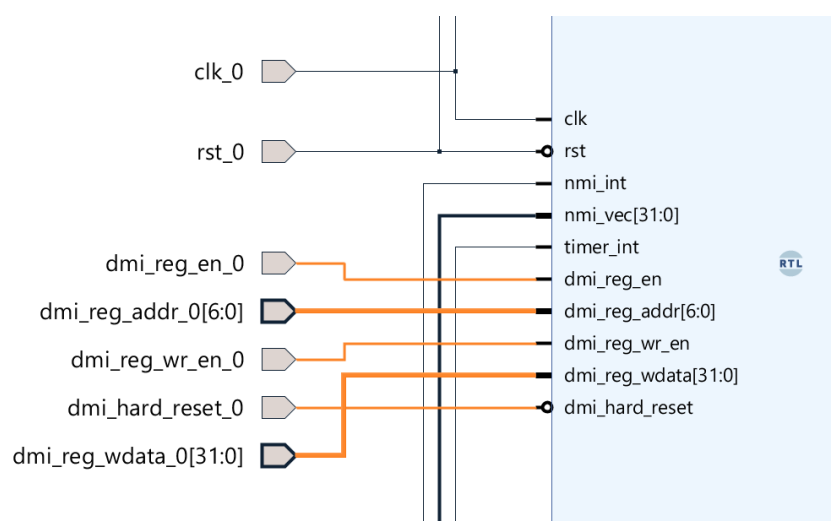 clk_0
clk
rst_0
rst
nmi_int
nmi_vec[31:0]
timer_int
RTL
dmi_reg_en_0
dmi_reg_en
dmi_reg_addr_0[6:0]
dmi_reg_addr[6:0]
dmi_reg_wr_en_0
dmi_reg_wr_en
dmi_reg_wdata[31:0]
dmi_hard_reset_0
dmi_hard_reset
dmi_reg_wdata_0[31:0]